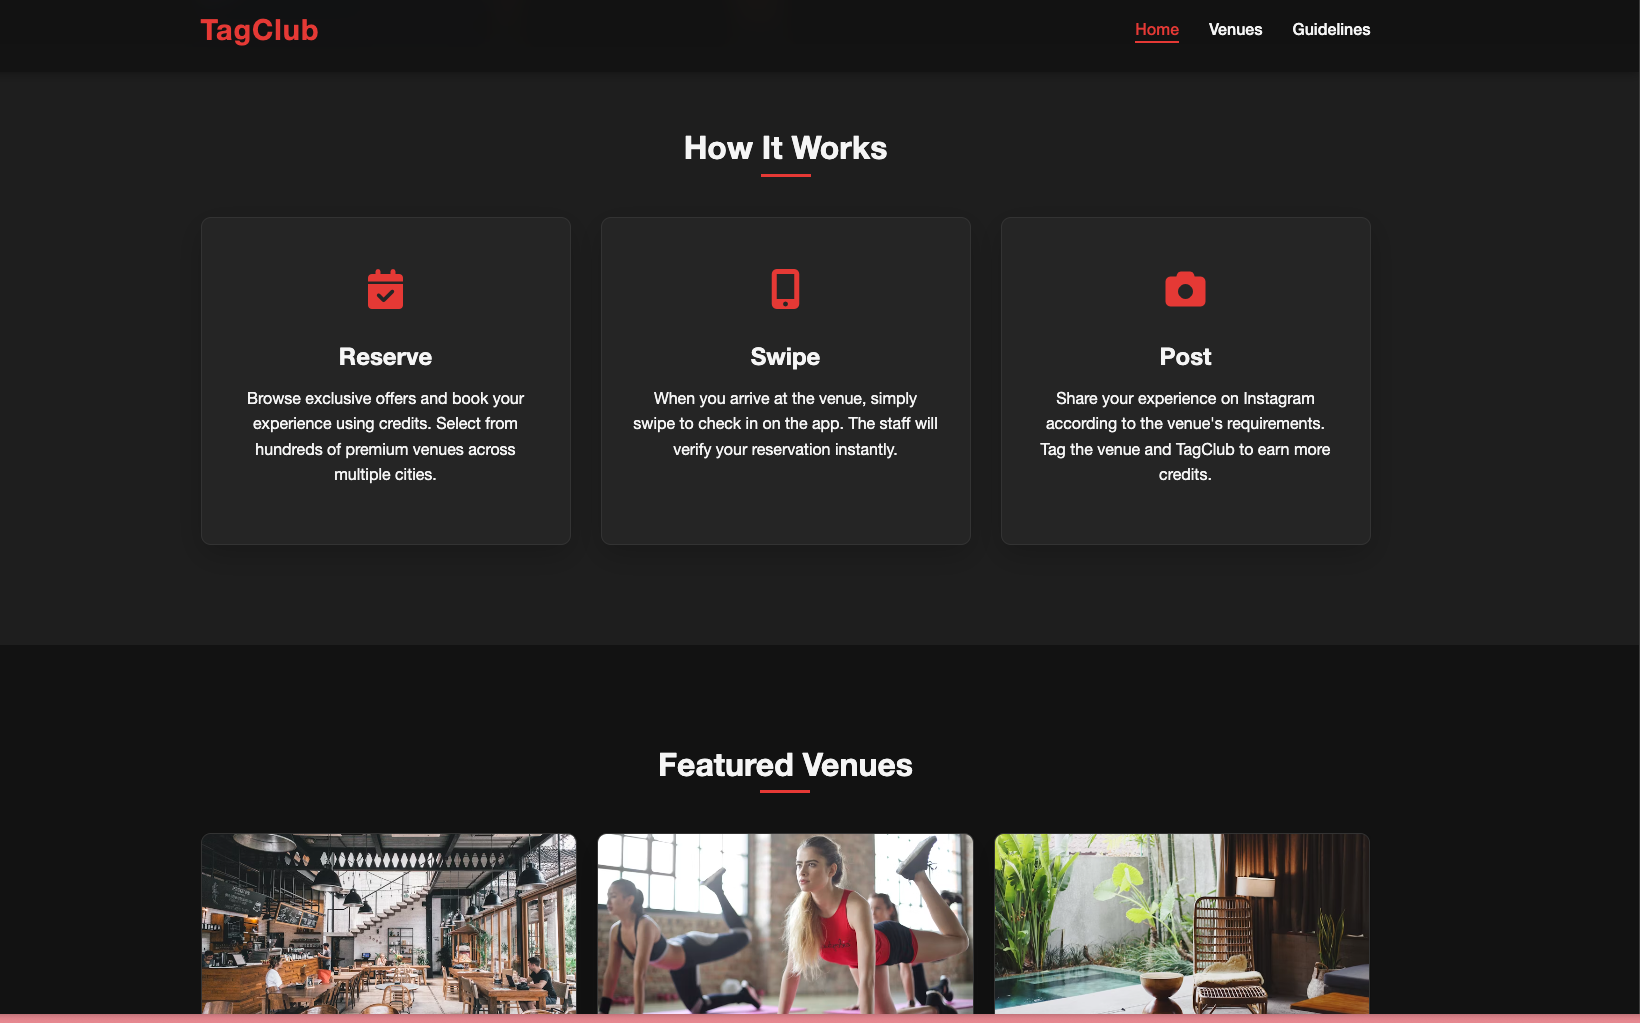 TagClub
Home Venues Guidelines
How It Works
Reserve
Browse exclusive offers and book your
experience using credits. Select from
hundreds of premium venues across
multiple cities.
Swipe
When you arrive at the venue, simply
swipe to check in on the app. The staff will
verify your reservation instantly.
Post
Share your experience on Instagram
according to the venue's requirements.
Tag the venue and TagClub to earn more
credits.
Featured Venues